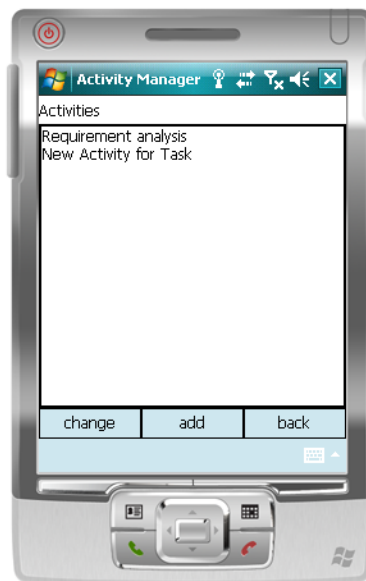 Activity Manager
Activities
Requirement analysis
New Activity for Task
change
add
back